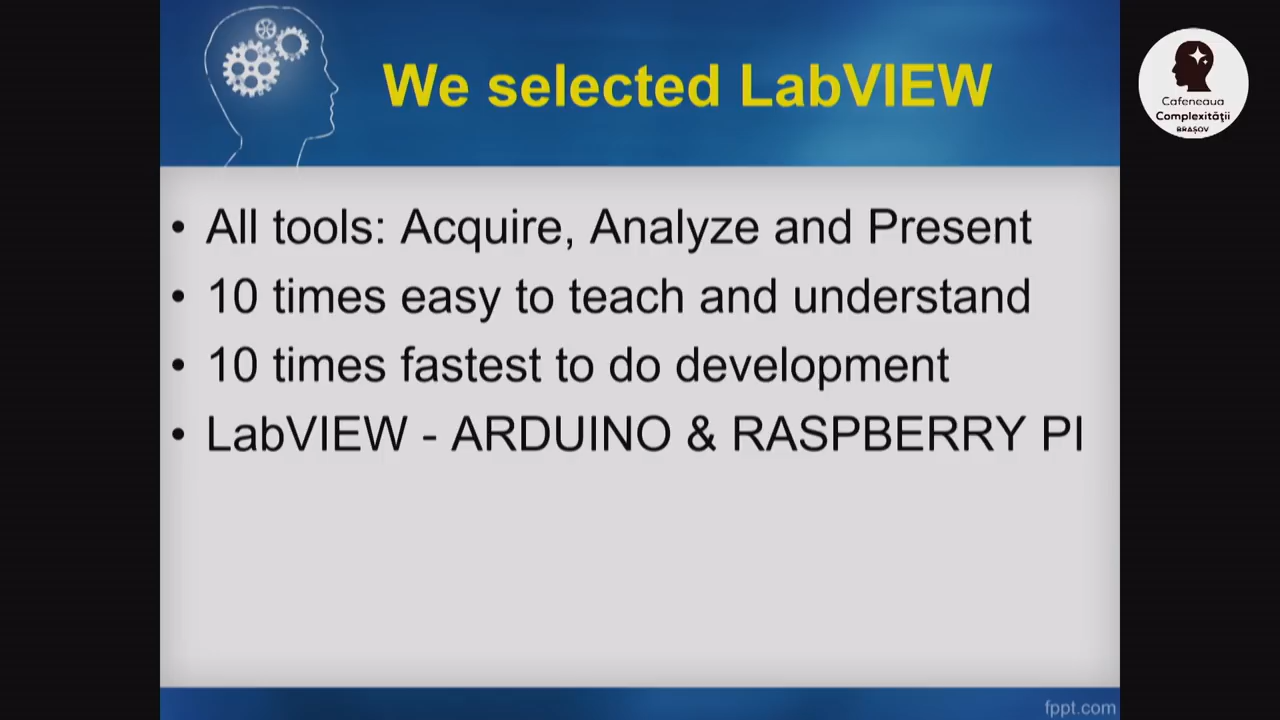 We selected LabVIEW
• All tools: Acquire, Analyze and Present
• 10 times easy to teach and understand
• 10 times fastest to do development
• LabVIEW - ARDUINO & RASPBERRY PI
fppt.com
Cafeneaua
Complexității
BRAȘOV